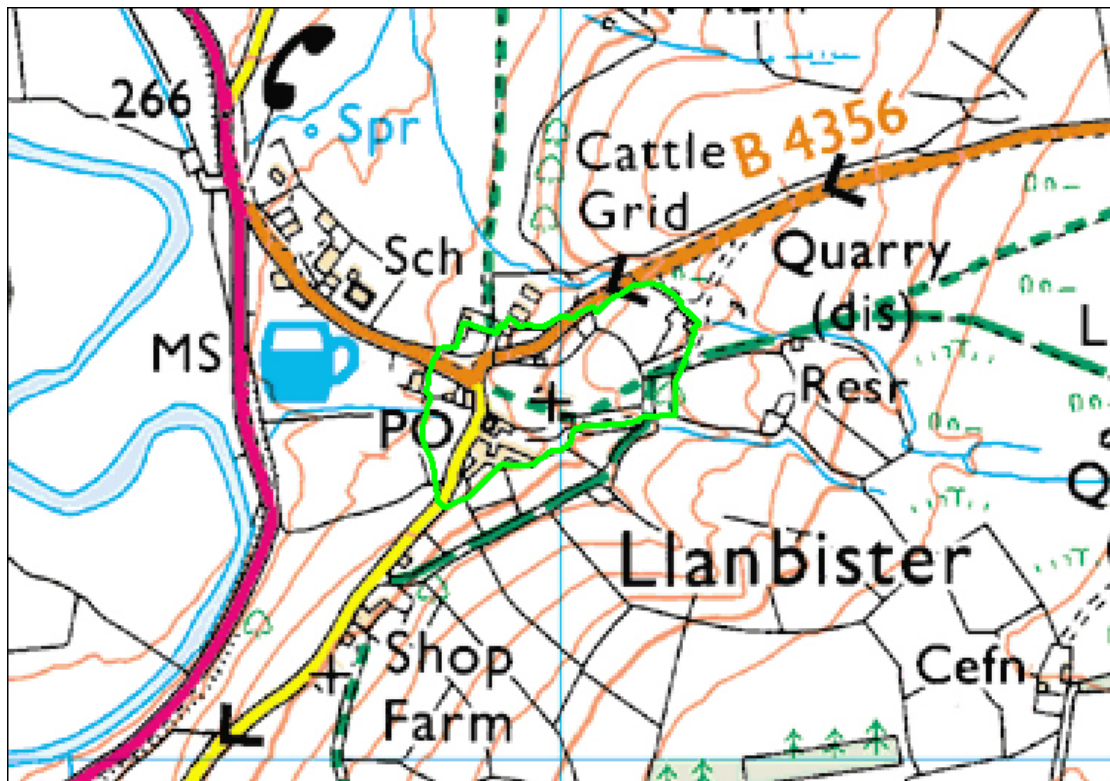 266
Spr
Cattle
Grid
B 4356
Sch
Quarry
(dis)
MS
Resr
PO
Llanbister
Shop
Farm
Cefn